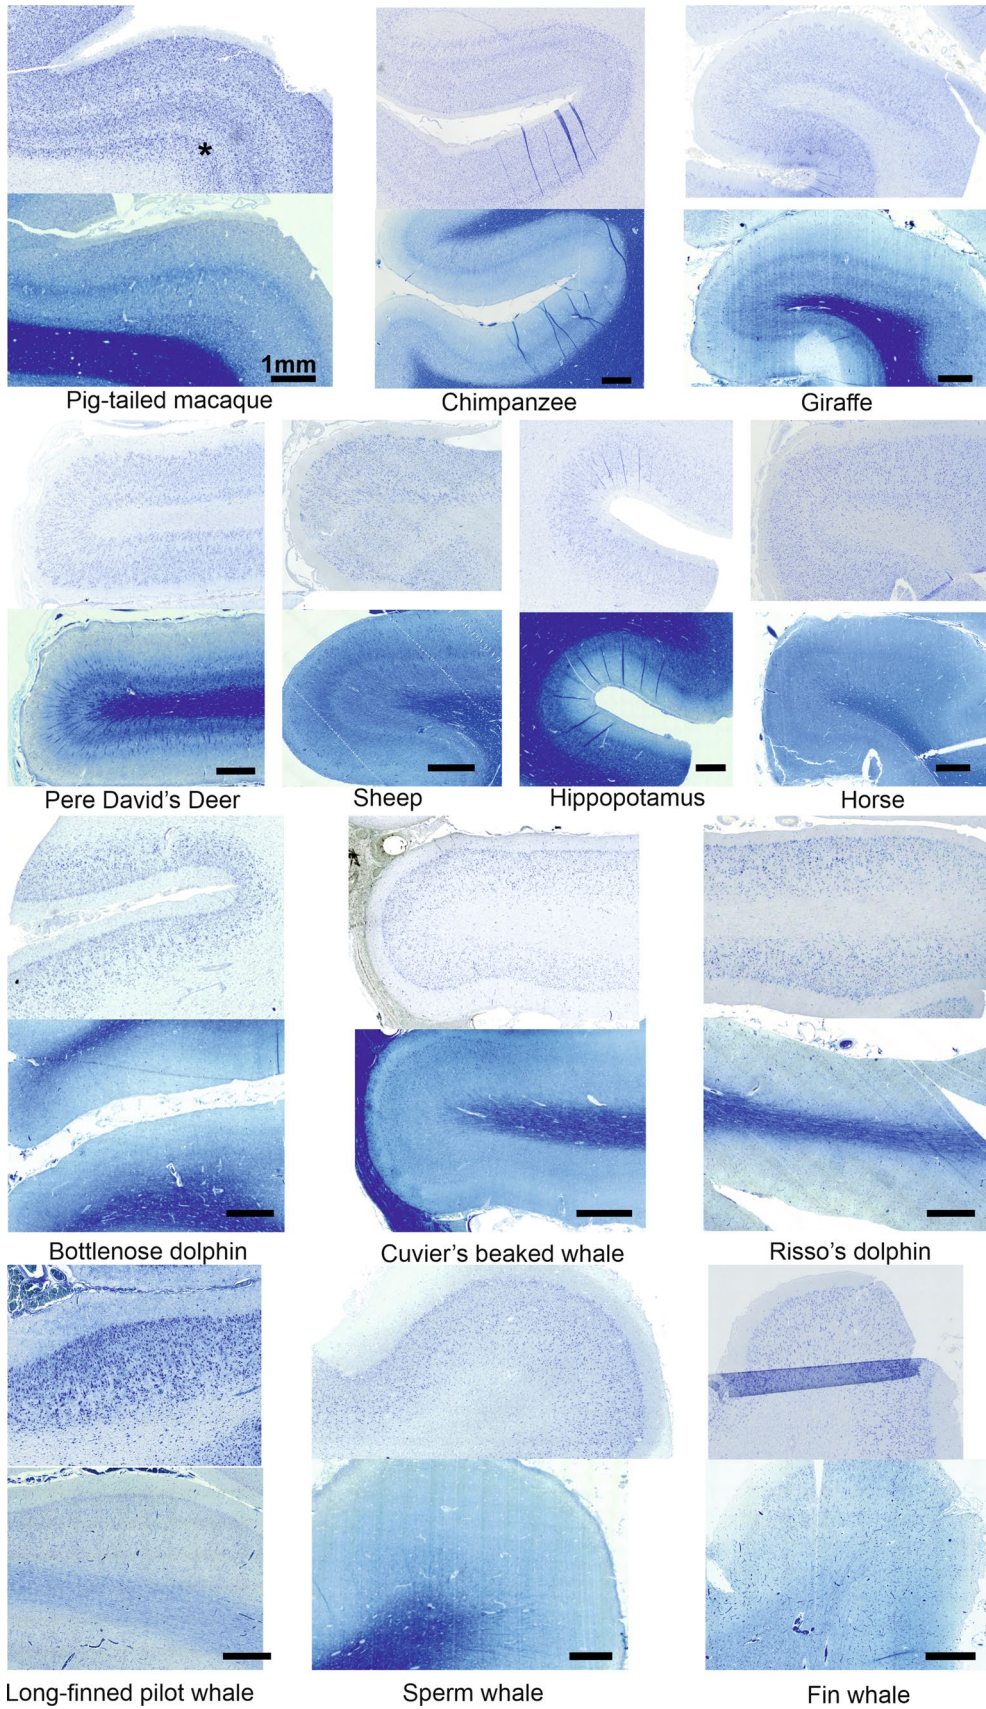 *
1mm
Pig-tailed macaque
Chimpanzee
Giraffe
Pere David's Deer
Sheep
Hippopotamus
Horse
Bottlenose dolphin
Cuvier's beaked whale
Risso's dolphin
Long-finned pilot whale
Sperm whale
Fin whale